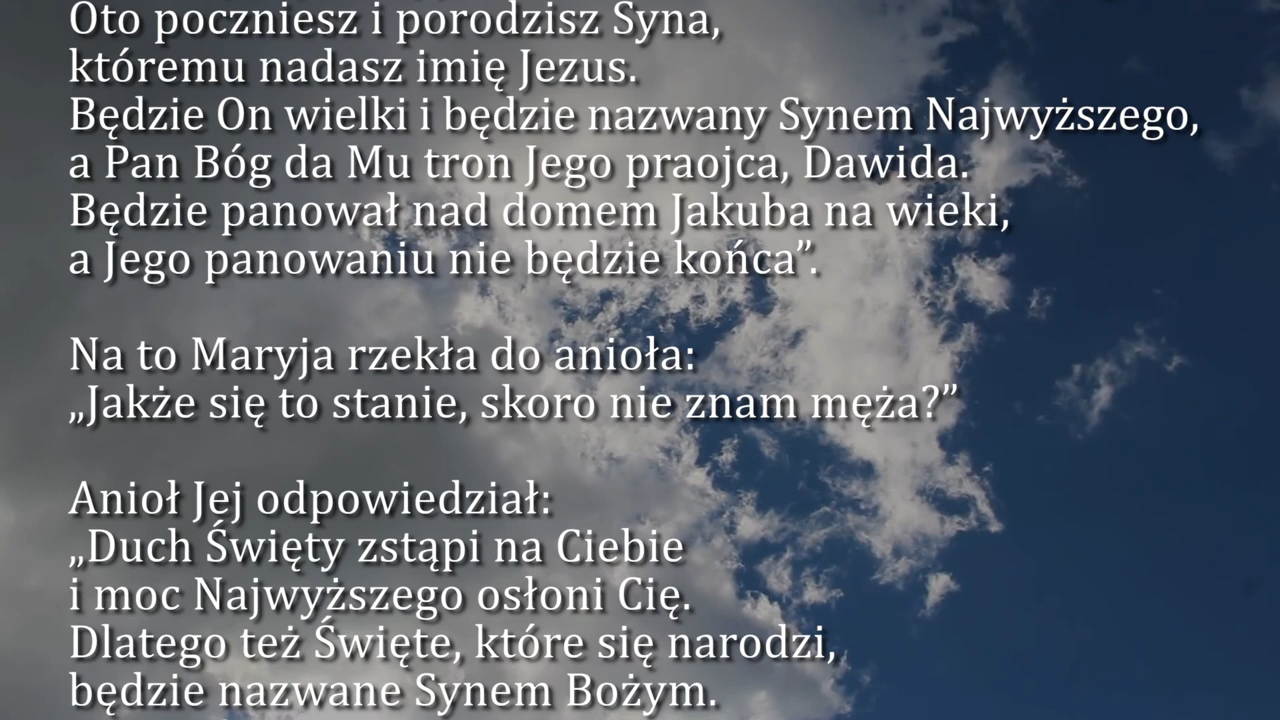 Oto poczniesz i porodzisz Syna,
któremu nadasz imię Jezus.
Będzie On wielki i będzie nazwany Synem Najwyższego,
a Pan Bóg da Mu tron Jego praojca, Dawida.
Będzie panował nad domem Jakuba na wieki,
a Jego panowaniu nie będzie końca”.
Na to Maryja rzekła do anioła:
„Jakże się to stanie, skoro nie znam męża?”
Anioł Jej odpowiedział:
„Duch Święty zstąpi na Ciebie
i moc Najwyższego osłoni Cię.
Dlatego też Święte, które się narodzi,
będzie nazwane Synem Bożym.